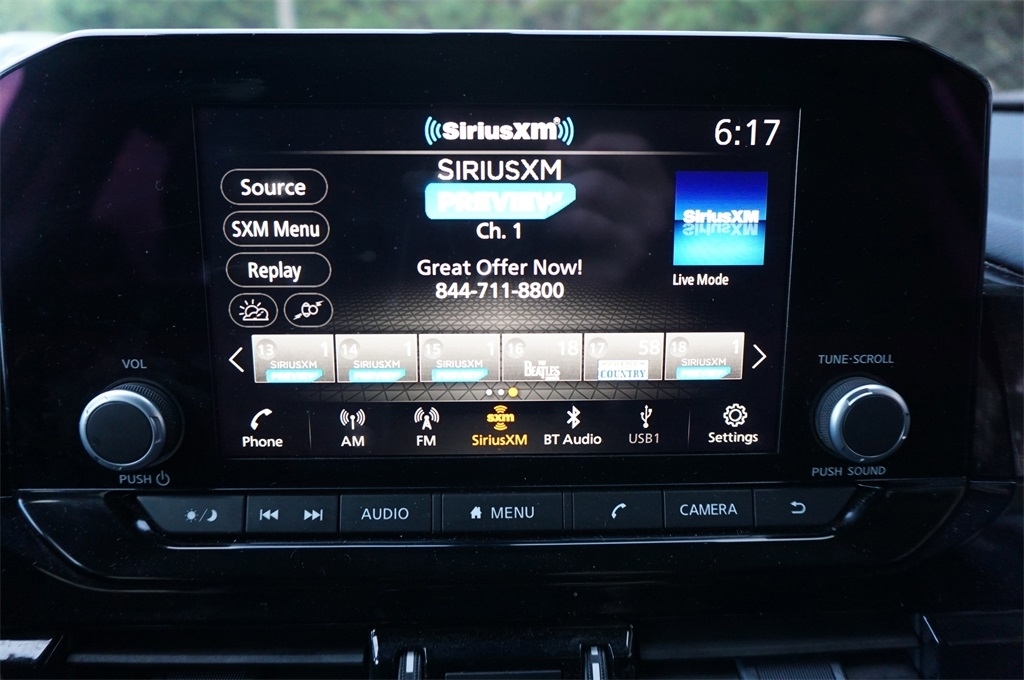 SiriusXM 6:17
SIRIUSXM
PREVIEW
Ch. 1
Great Offer Now!
844-711-8800
Source
SXM Menu
Replay
SiriusXM
Live Mode
13 1 14 1 15 1 16 18 17 58 18 1
SIRIUSXM SIRIUSXM SIRIUSXM THE BEATLES COUNTRY SIRIUSXM
Phone AM FM sxm SiriusXM BT Audio USB1 Settings
VOL
PUSH
TUNE·SCROLL
PUSH SOUND
AUDIO MENU CAMERA